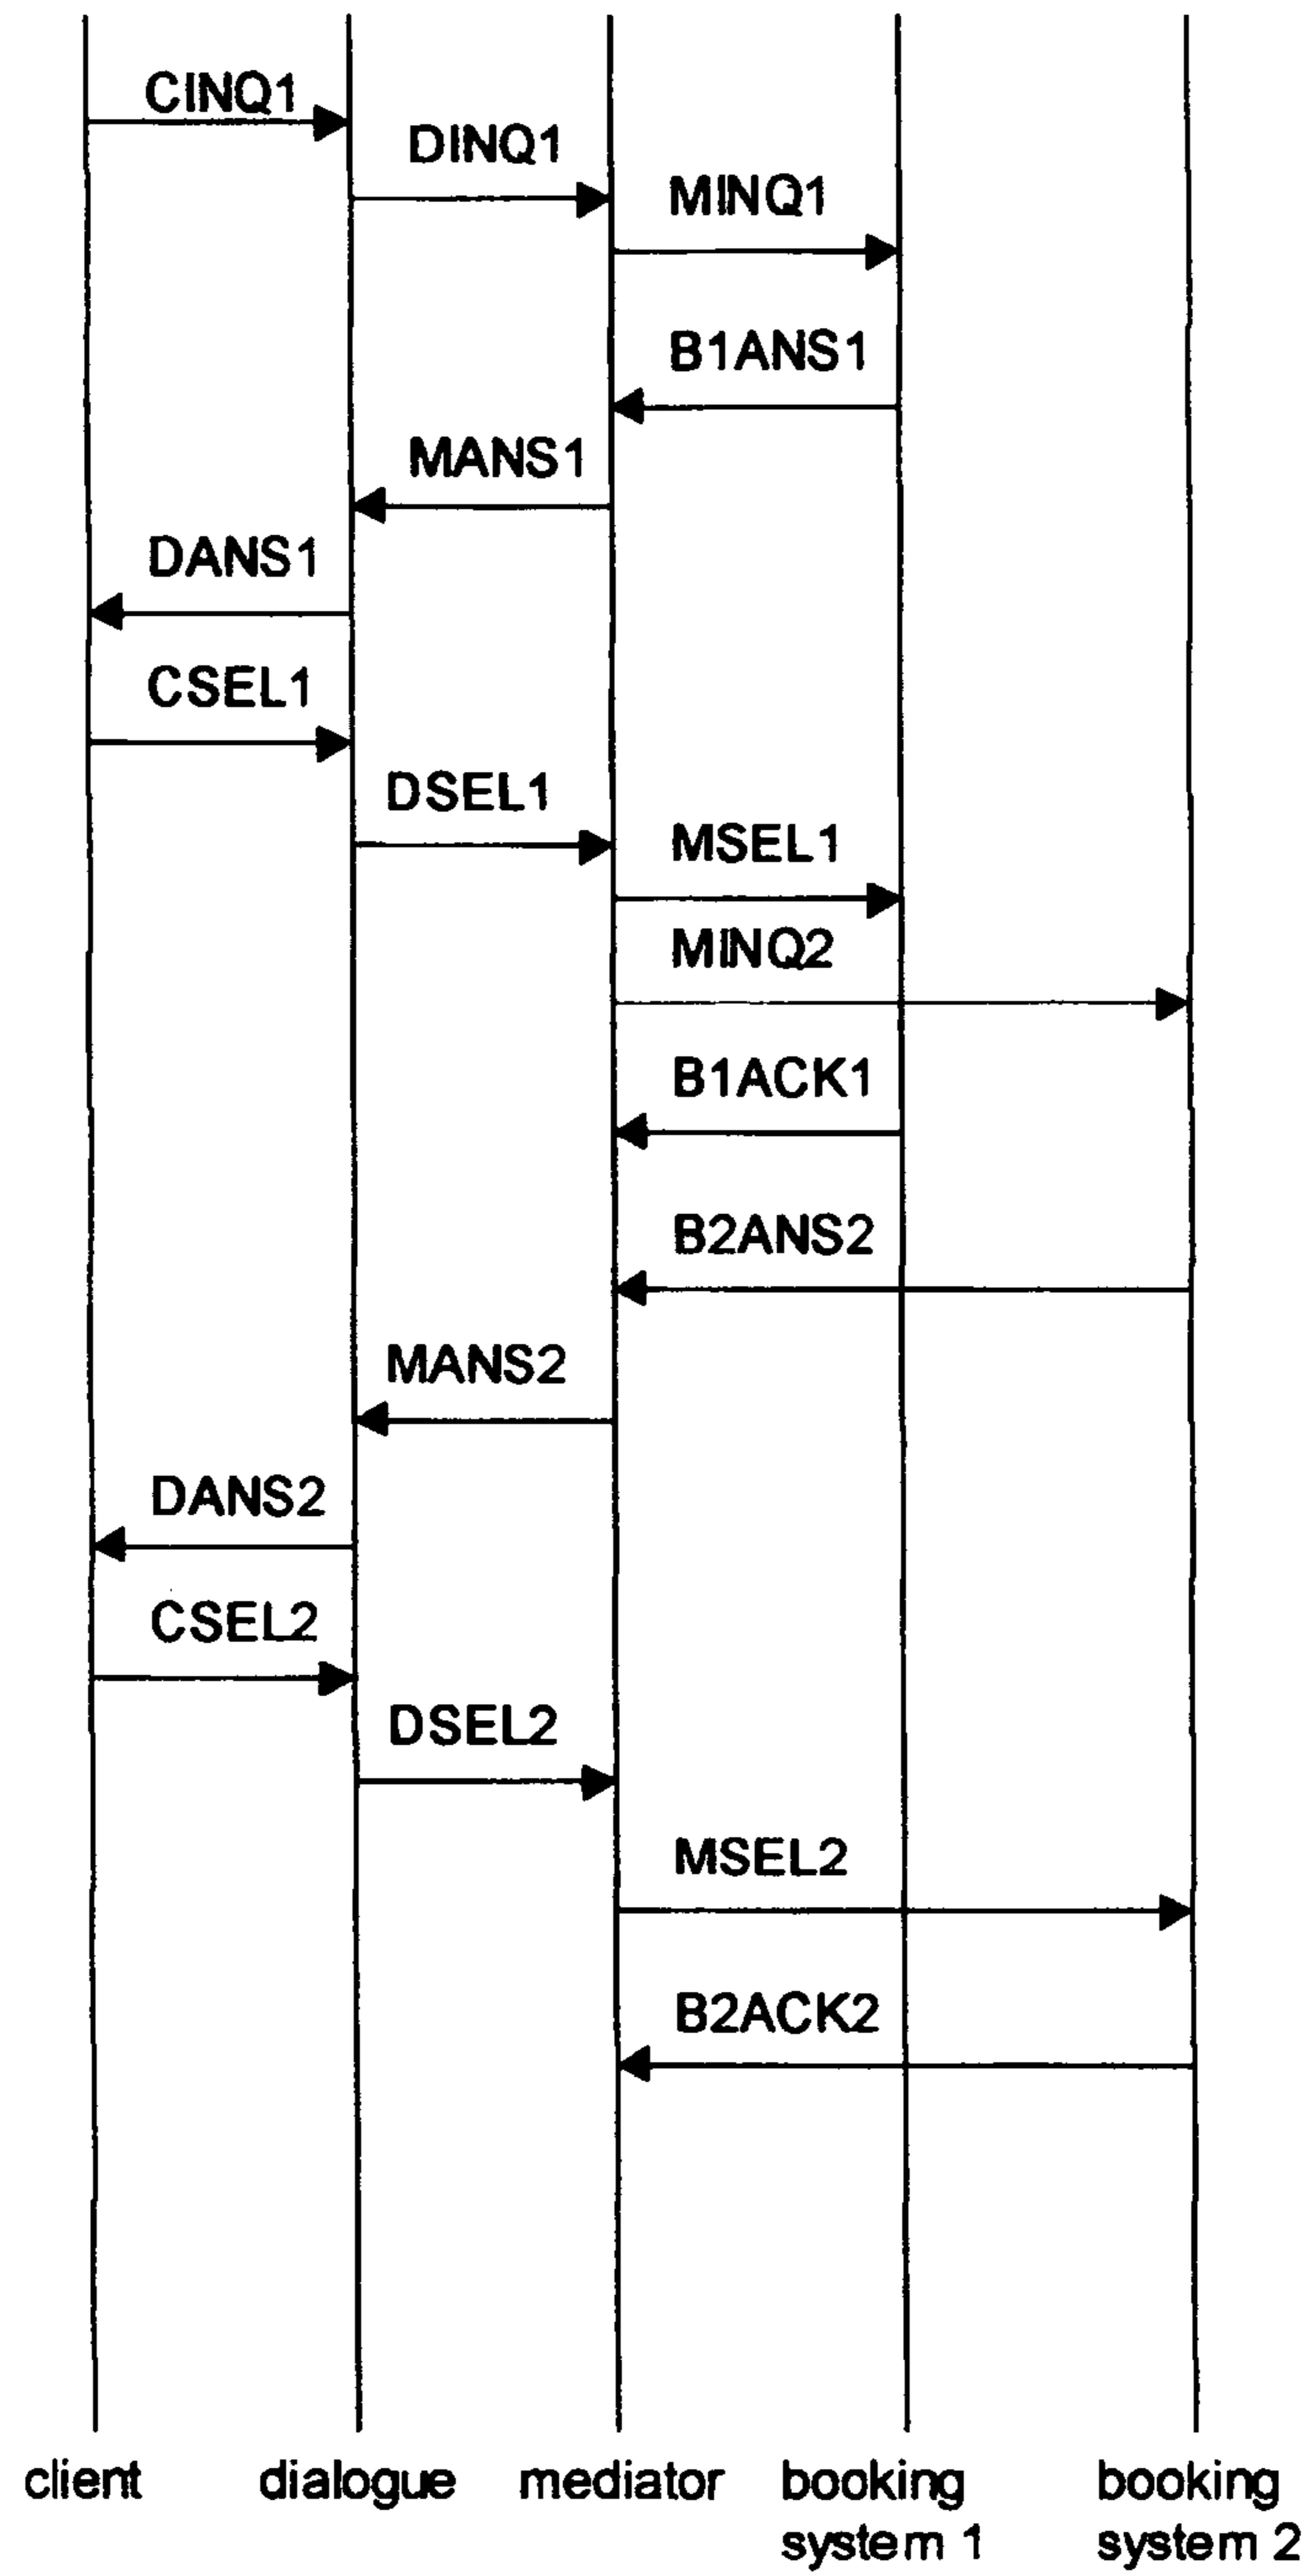 CINQ1
DINQ1
MINQ1
B1ANS1
MANS1
DANS1
CSEL1
DSEL1
MSEL1
MINQ2
B1ACK1
B2ANS2
MANS2
DANS2
CSEL2
DSEL2
MSEL2
B2ACK2
client
dialogue
mediator
booking
system 1
booking
system 2